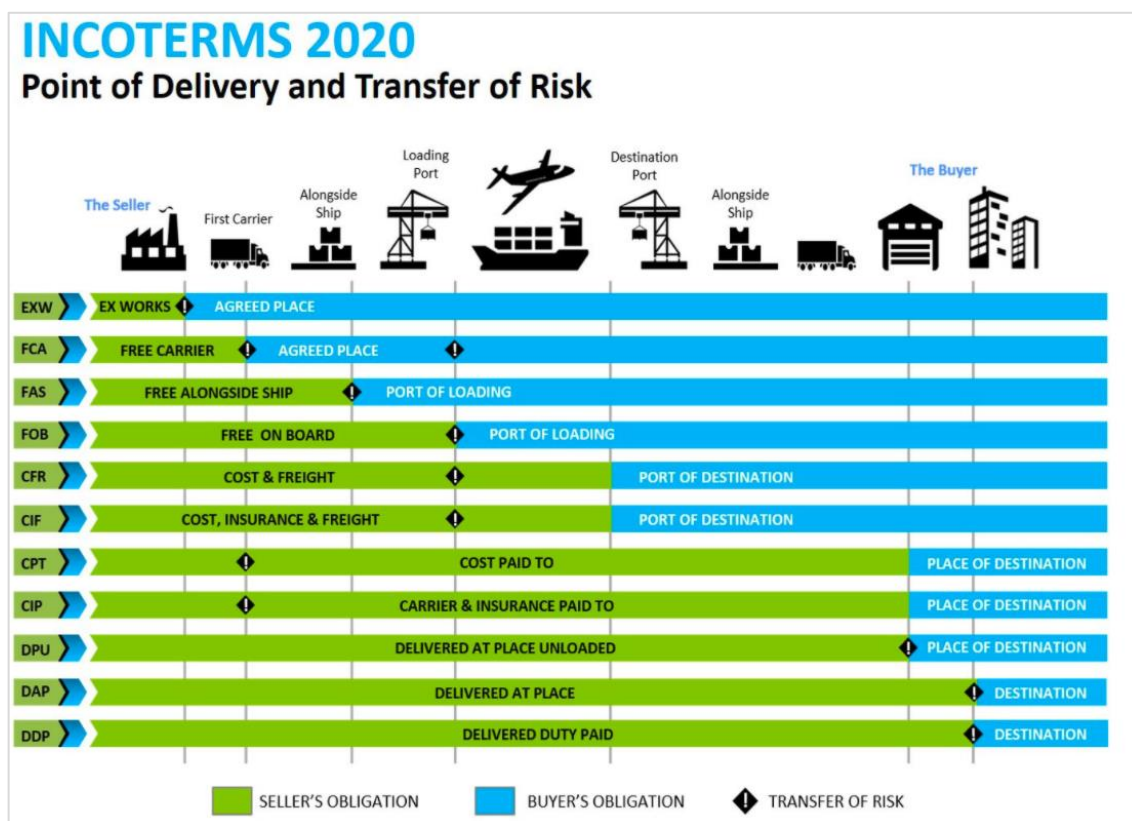 INCOTERMS 2020
Point of Delivery and Transfer of Risk
The Seller
First Carrier
Alongside
Ship
Loading
Port
Destination
Port
Alongside
Ship
The Buyer
EXW EX WORKS ! AGREED PLACE
FCA FREE CARRIER ! AGREED PLACE !
FAS FREE ALONGSIDE SHIP ! PORT OF LOADING
FOB FREE ON BOARD ! PORT OF LOADING
CFR COST & FREIGHT ! PORT OF DESTINATION
CIF COST, INSURANCE & FREIGHT ! PORT OF DESTINATION
CPT ! COST PAID TO PLACE OF DESTINATION
CIP ! CARRIER & INSURANCE PAID TO PLACE OF DESTINATION
DPU DELIVERED AT PLACE UNLOADED ! PLACE OF DESTINATION
DAP DELIVERED AT PLACE ! DESTINATION
DDP DELIVERED DUTY PAID ! DESTINATION
SELLER'S OBLIGATION BUYER'S OBLIGATION ! TRANSFER OF RISK